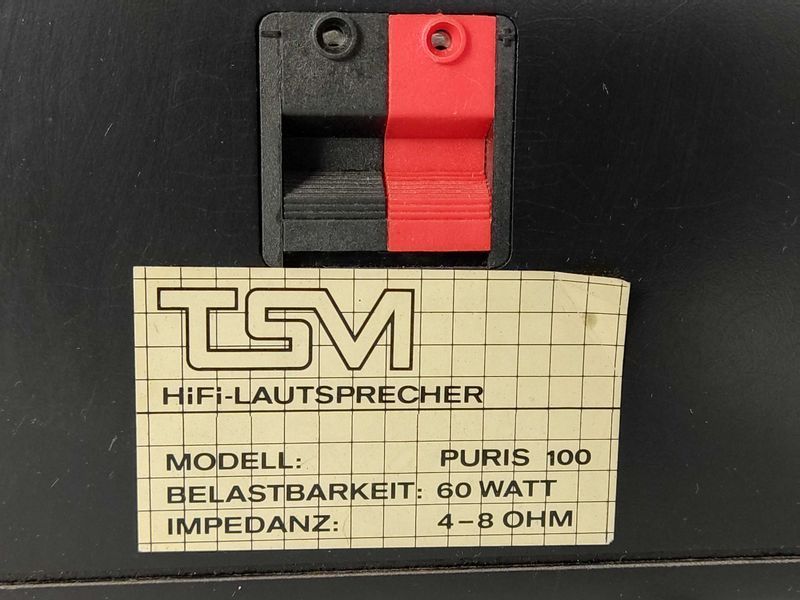 TSM
HiFi-LAUTSPRECHER
MODELL: PURIS 100
BELASTBARKEIT: 60 WATT
IMPEDANZ: 4-8 OHM